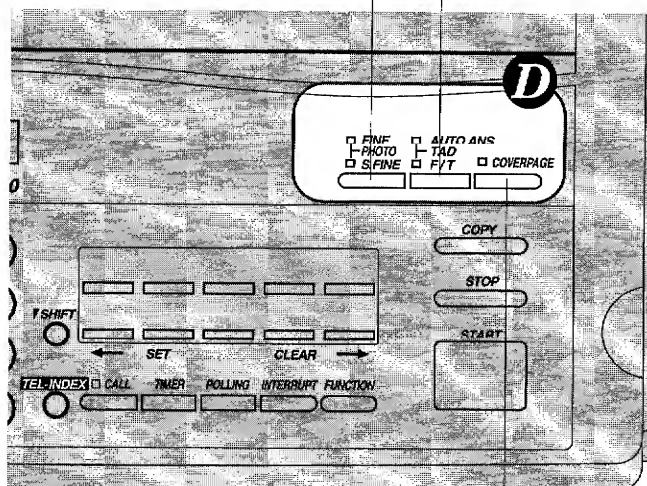 D
FINE
AUTO ANS
PHOTO
TAD
S.FINE
F/T
COVERPAGE
COPY
STOP
SHIFT
START
SET
CLEAR
TEL.INDEX
CALL
TIMER
POLLING
INTERRUPT
FUNCTION